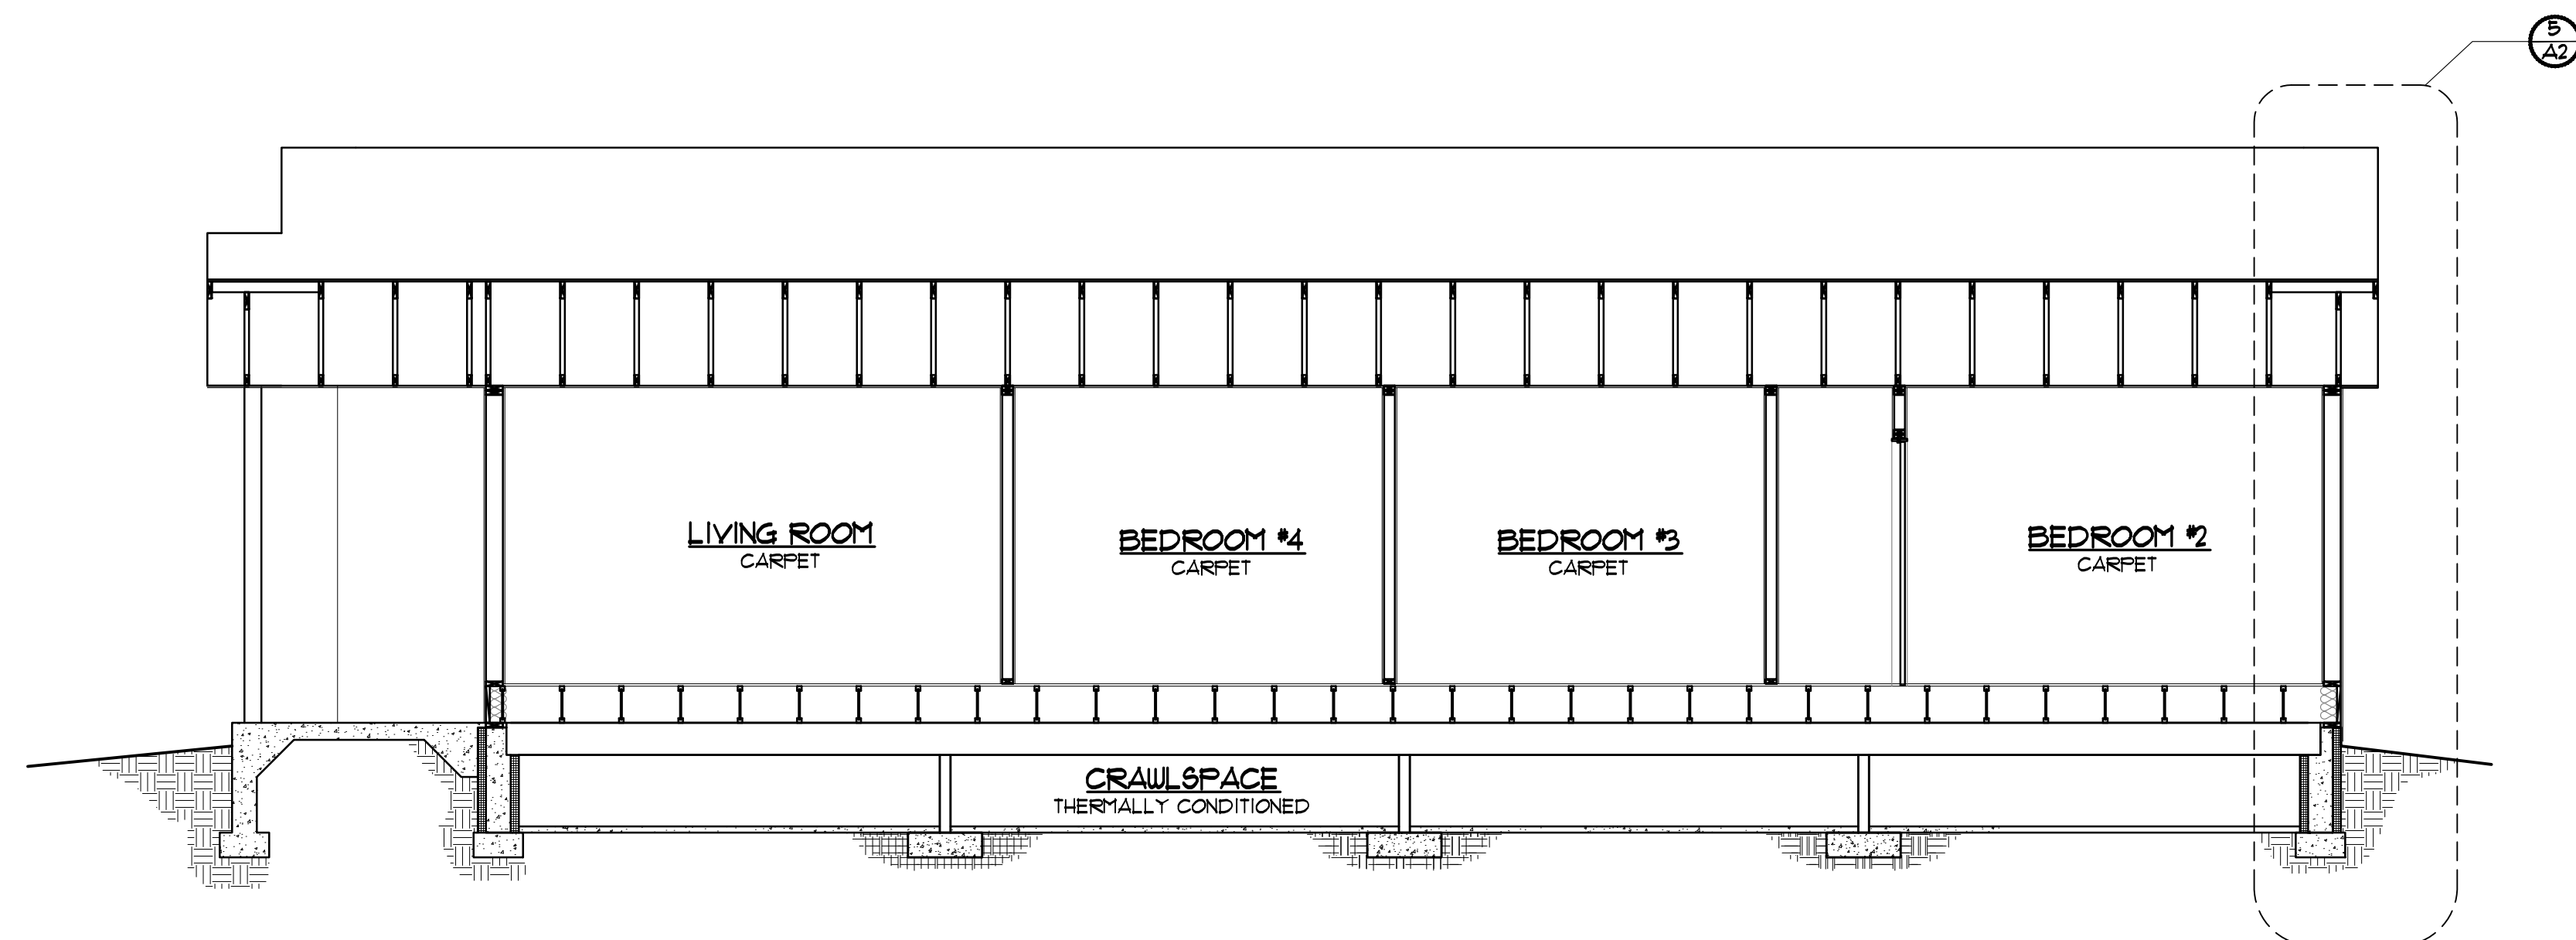 5
A2
LIVING ROOM
CARPET
BEDROOM #4
CARPET
BEDROOM #3
CARPET
BEDROOM #2
CARPET
CRAWLSPACE
THERMALLY CONDITIONED